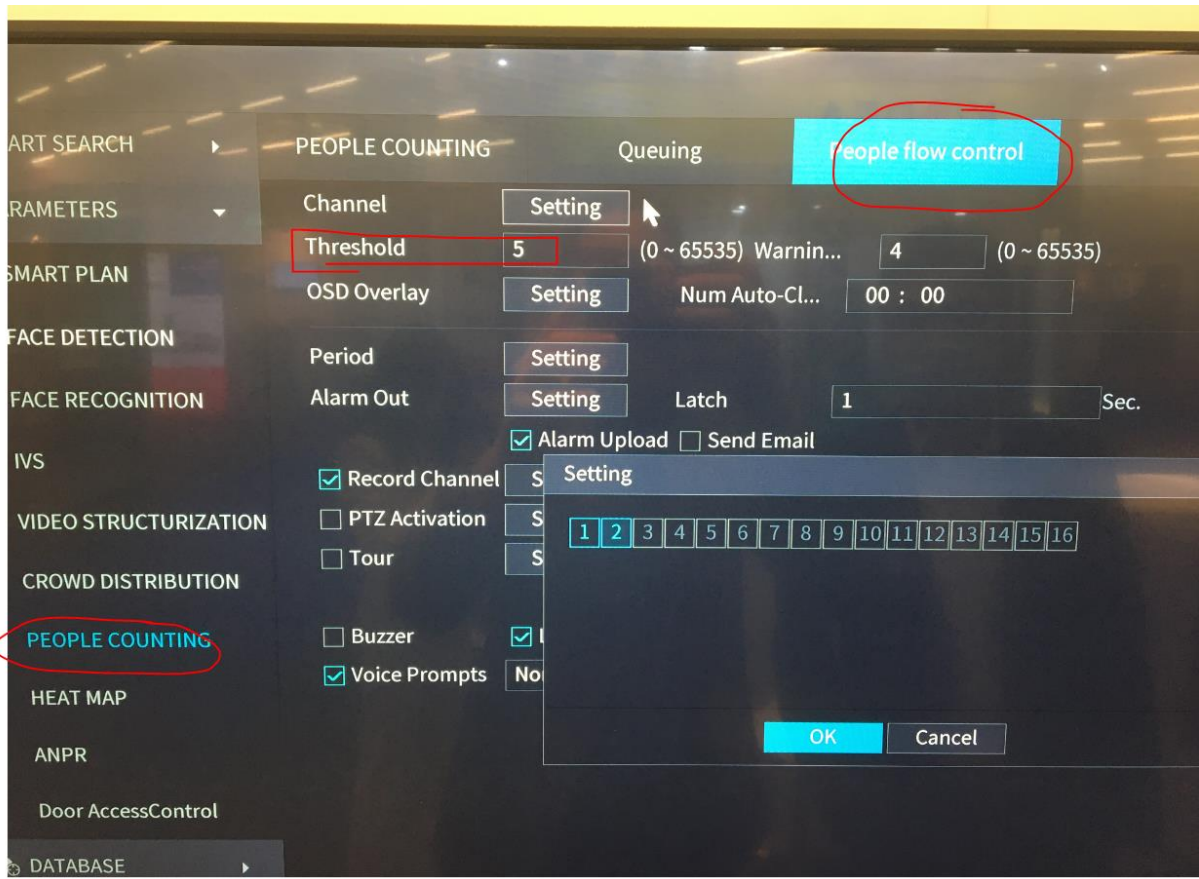 ART SEARCH
RAMETERS
SMART PLAN
FACE DETECTION
FACE RECOGNITION
IVS
VIDEO STRUCTURIZATION
CROWD DISTRIBUTION
PEOPLE COUNTING
HEAT MAP
ANPR
Door AccessControl
DATABASE
PEOPLE COUNTING Queuing People flow control
Channel Setting
Threshold 5 (0 ~ 65535) Warnin... 4 (0 ~ 65535)
OSD Overlay Setting Num Auto-Cl... 00 : 00
Period Setting
Alarm Out Setting Latch 1 Sec.
Alarm Upload Send Email
Record Channel S
PTZ Activation S
Tour S
Buzzer L
Voice Prompts No
Setting
1 2 3 4 5 6 7 8 9 10 11 12 13 14 15 16
OK Cancel